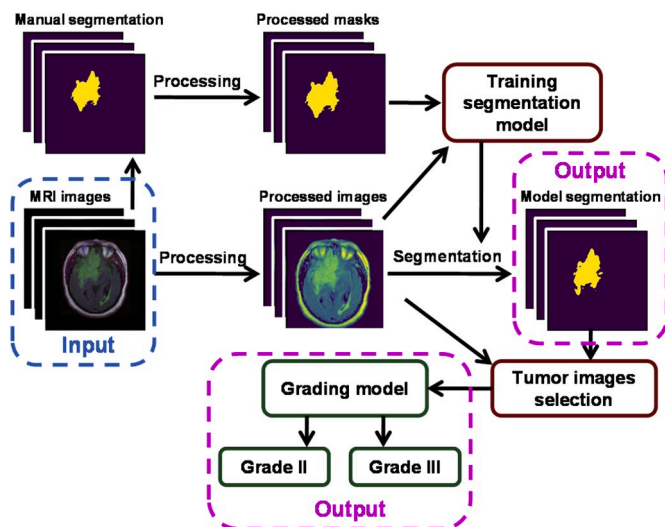 Manual segmentation
Processed masks
Processing
Training
segmentation
model
Output
MRI images
Processed images
Model segmentation
Processing
Segmentation
Input
Grading model
Tumor images
selection
Grade II
Grade III
Output